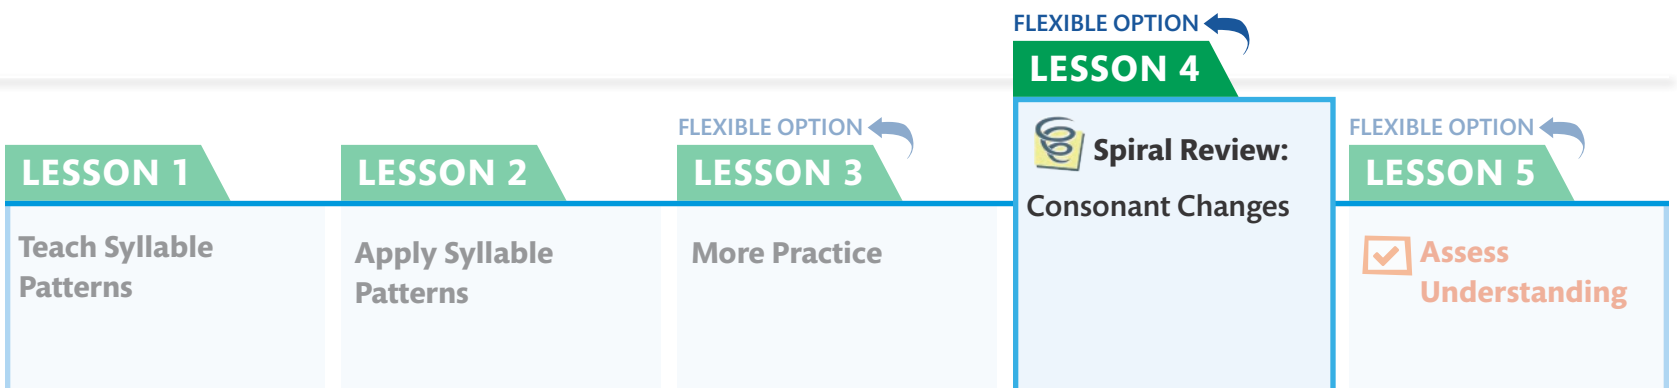 LESSON 1
Teach Syllable
Patterns
LESSON 2
Apply Syllable
Patterns
FLEXIBLE OPTION
LESSON 3
More Practice
FLEXIBLE OPTION
LESSON 4
Spiral Review:
Consonant Changes
FLEXIBLE OPTION
LESSON 5
Assess
Understanding